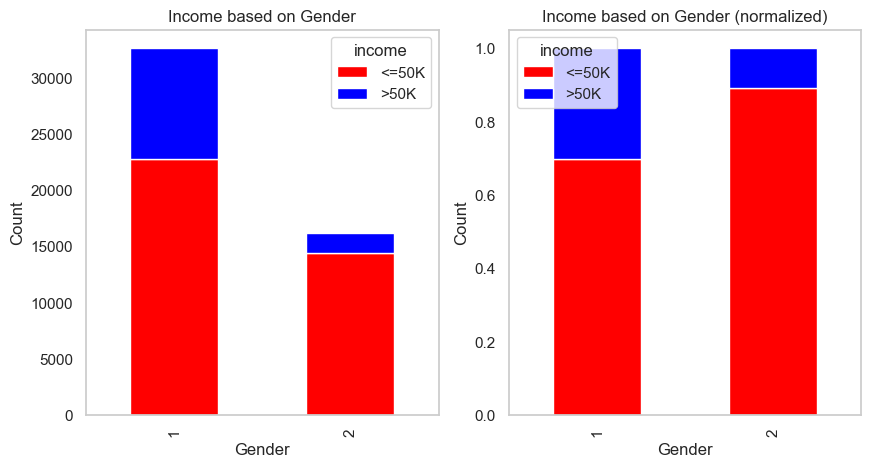 Income based on Gender
income
<=50K
>50K
30000
25000
20000
15000
10000
5000
0
Count
1
2
Gender
Income based on Gender (normalized)
income
<=50K
>50K
1.0
0.8
0.6
0.4
0.2
0.0
Count
1
2
Gender